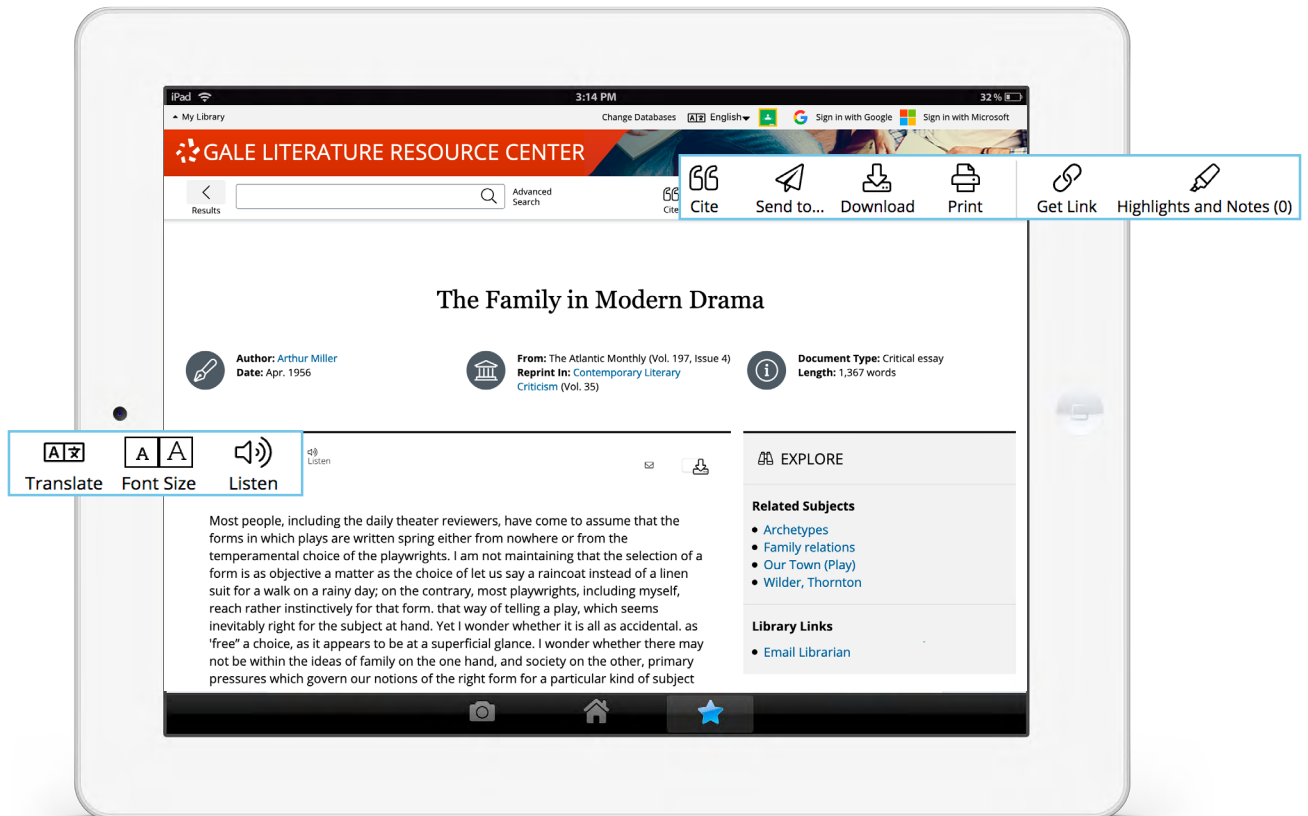 iPad
3:14 PM
32 %
My Library
Change Databases
English
Sign in with Google
Sign in with Microsoft
GALE LITERATURE RESOURCE CENTER
Results
Advanced
Search
Cite
Cite
Send to...
Download
Print
Get Link
Highlights and Notes (0)
The Family in Modern Drama
Author: Arthur Miller
Date: Apr. 1956
From: The Atlantic Monthly (Vol. 197, Issue 4)
Reprint In: Contemporary Literary
Criticism (Vol. 35)
Document Type: Critical essay
Length: 1,367 words
A文
A A
Translate
Font Size
Listen
Listen
EXPLORE
Related Subjects
• Archetypes
• Family relations
• Our Town (Play)
• Wilder, Thornton
Library Links
• Email Librarian
Most people, including the daily theater reviewers, have come to assume that the
forms in which plays are written spring either from nowhere or from the
temperamental choice of the playwrights. I am not maintaining that the selection of a
form is as objective a matter as the choice of let us say a raincoat instead of a linen
suit for a walk on a rainy day; on the contrary, most playwrights, including myself,
reach rather instinctively for that form. that way of telling a play, which seems
inevitably right for the subject at hand. Yet I wonder whether it is all as accidental. as
'free" a choice, as it appears to be at a superficial glance. I wonder whether there may
not be within the ideas of family on the one hand, and society on the other, primary
pressures which govern our notions of the right form for a particular kind of subject